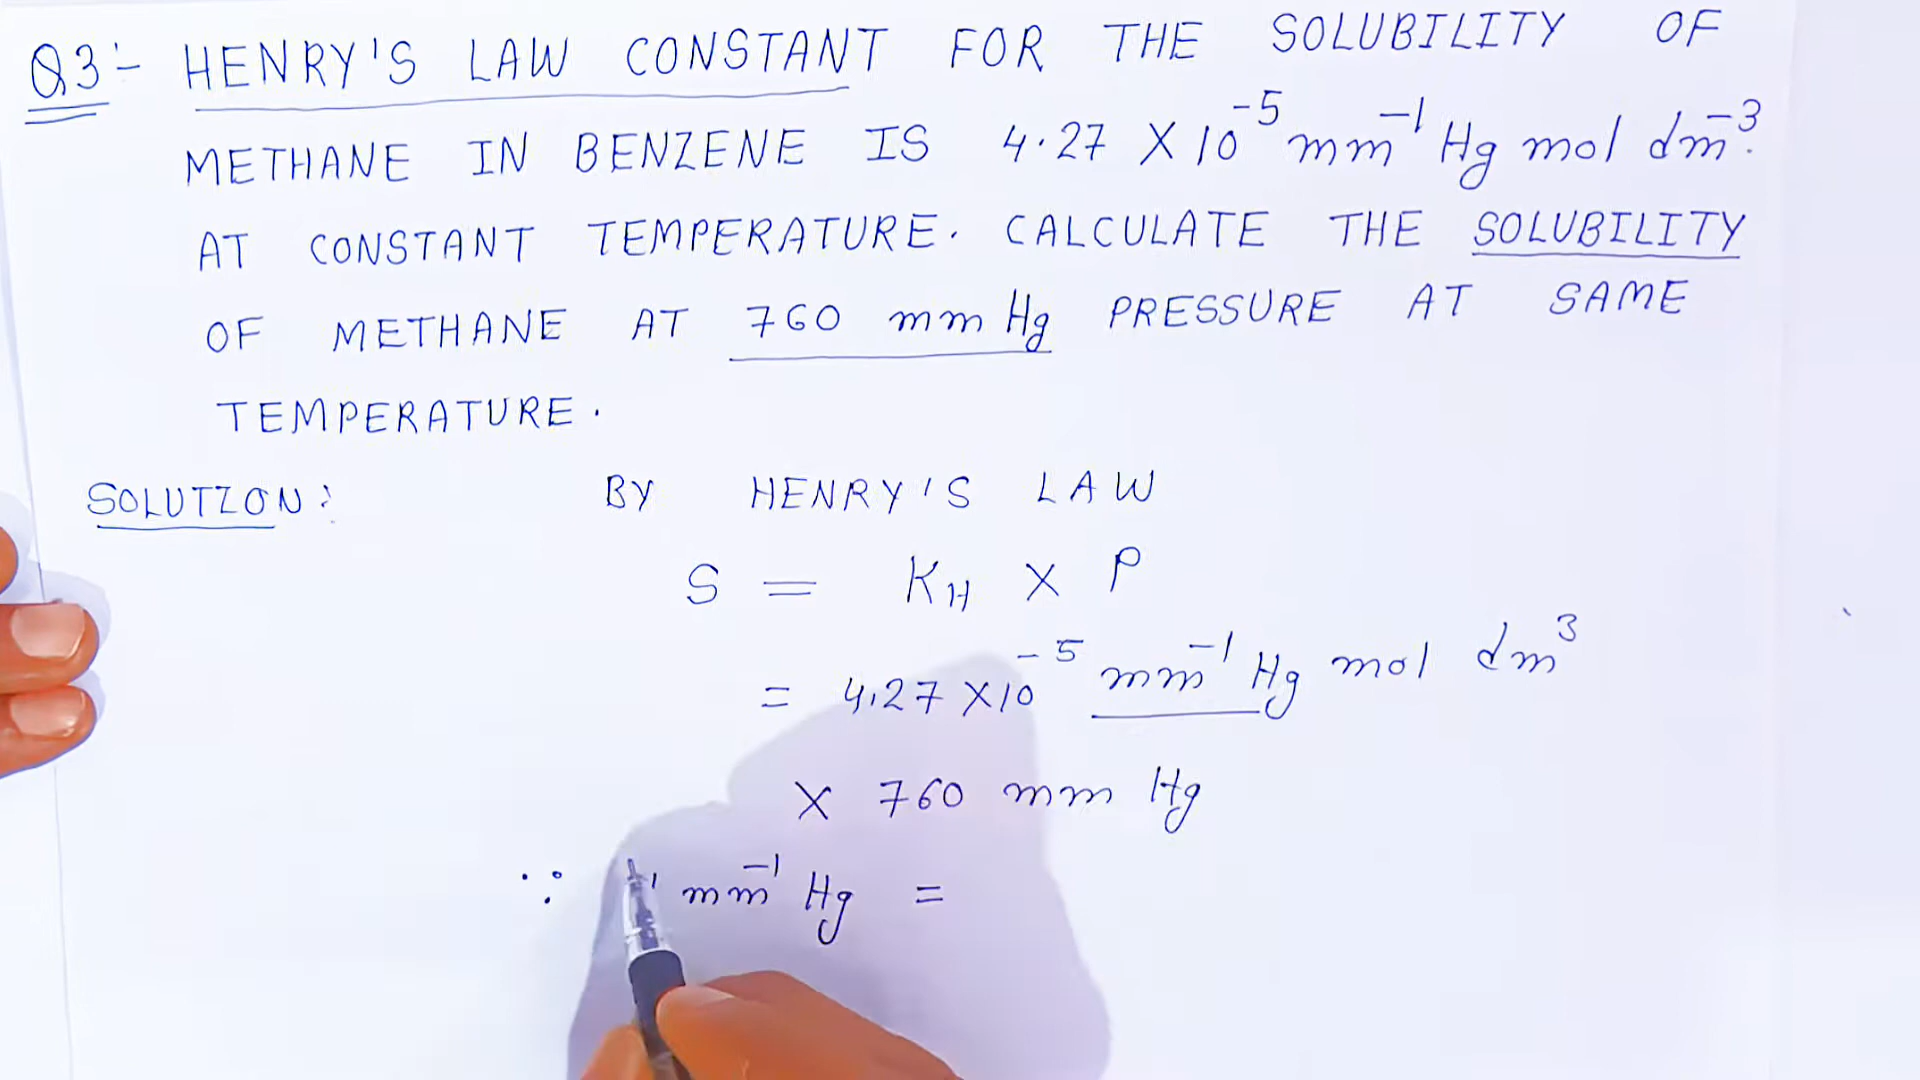 Q3:- HENRY'S LAW CONSTANT FOR THE SOLUBILITY OF
METHANE IN BENZENE IS 4.27 X 10⁻⁵ mm⁻¹ Hg mol dm⁻³.
AT CONSTANT TEMPERATURE. CALCULATE THE SOLUBILITY
OF METHANE AT 760 mm Hg PRESSURE AT SAME
TEMPERATURE.
SOLUTION: BY HENRY'S LAW
S = K_H X P
= 4.27 X 10⁻⁵ mm⁻¹ Hg mol dm³
X 760 mm Hg
∵ mm⁻¹ Hg =